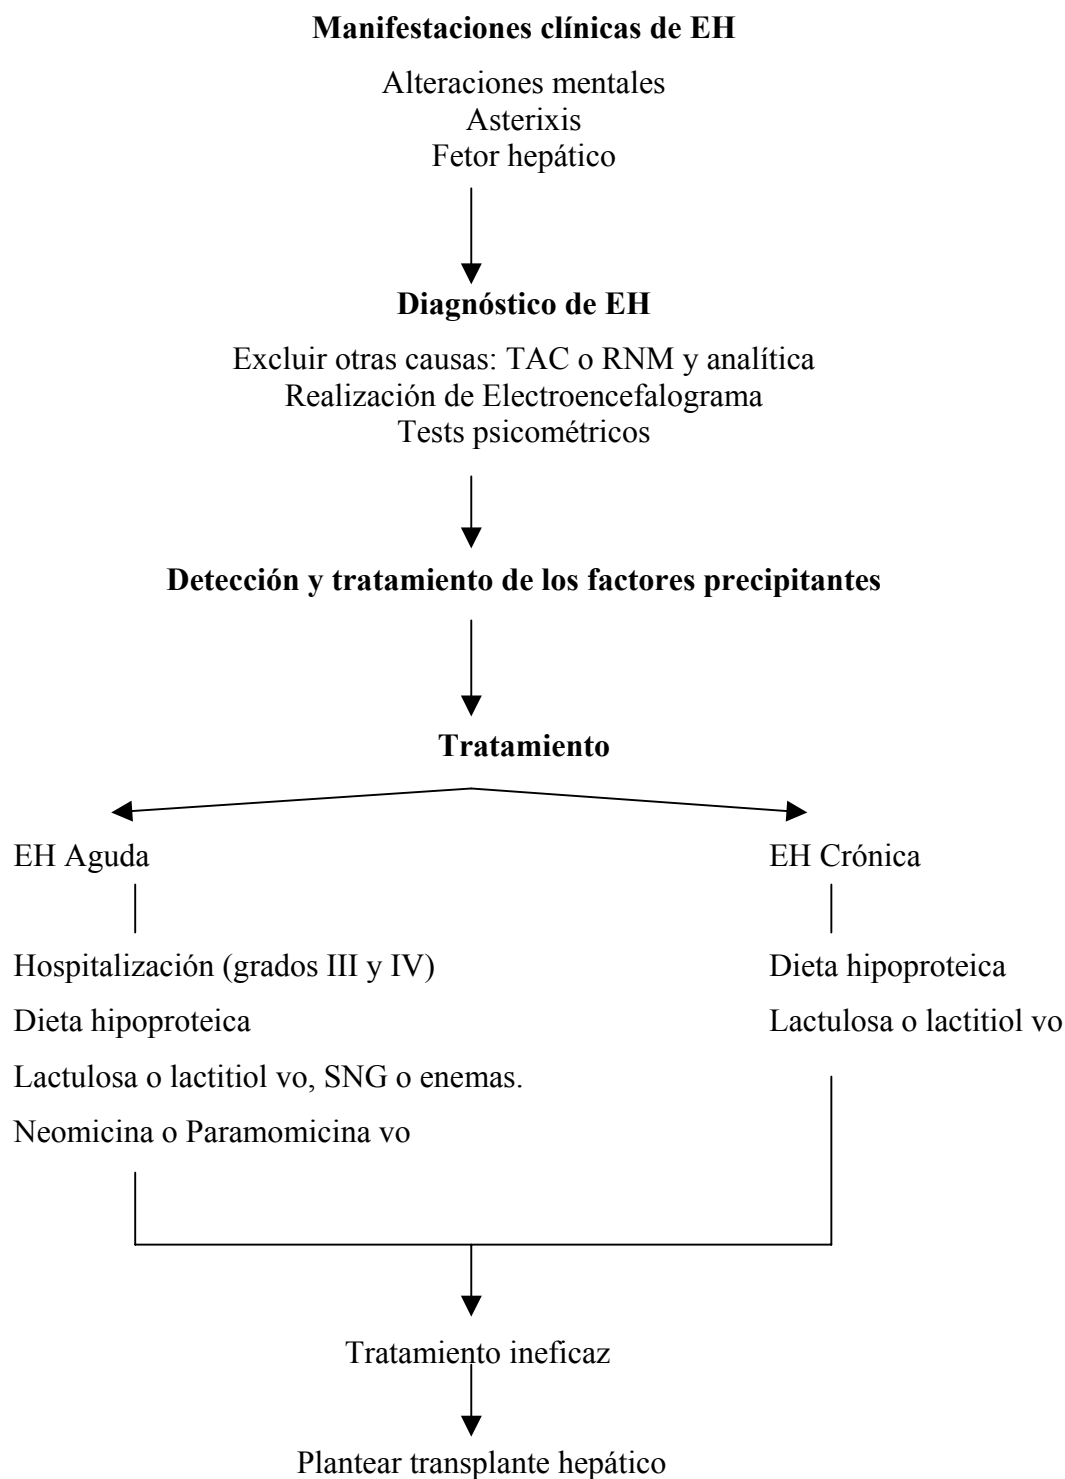 Manifestaciones clínicas de EH
Alteraciones mentales
Asterixis
Fetor hepático
Diagnóstico de EH
Excluir otras causas: TAC o RNM y analítica
Realización de Electroencefalograma
Tests psicométricos
Detección y tratamiento de los factores precipitantes
Tratamiento
EH Aguda
Hospitalización (grados III y IV)
Dieta hipoproteica
Lactulosa o lactitiol vo, SNG o enemas.
Neomicina o Paramomicina vo
EH Crónica
Dieta hipoproteica
Lactulosa o lactitiol vo
Tratamiento ineficaz
Plantear transplante hepático